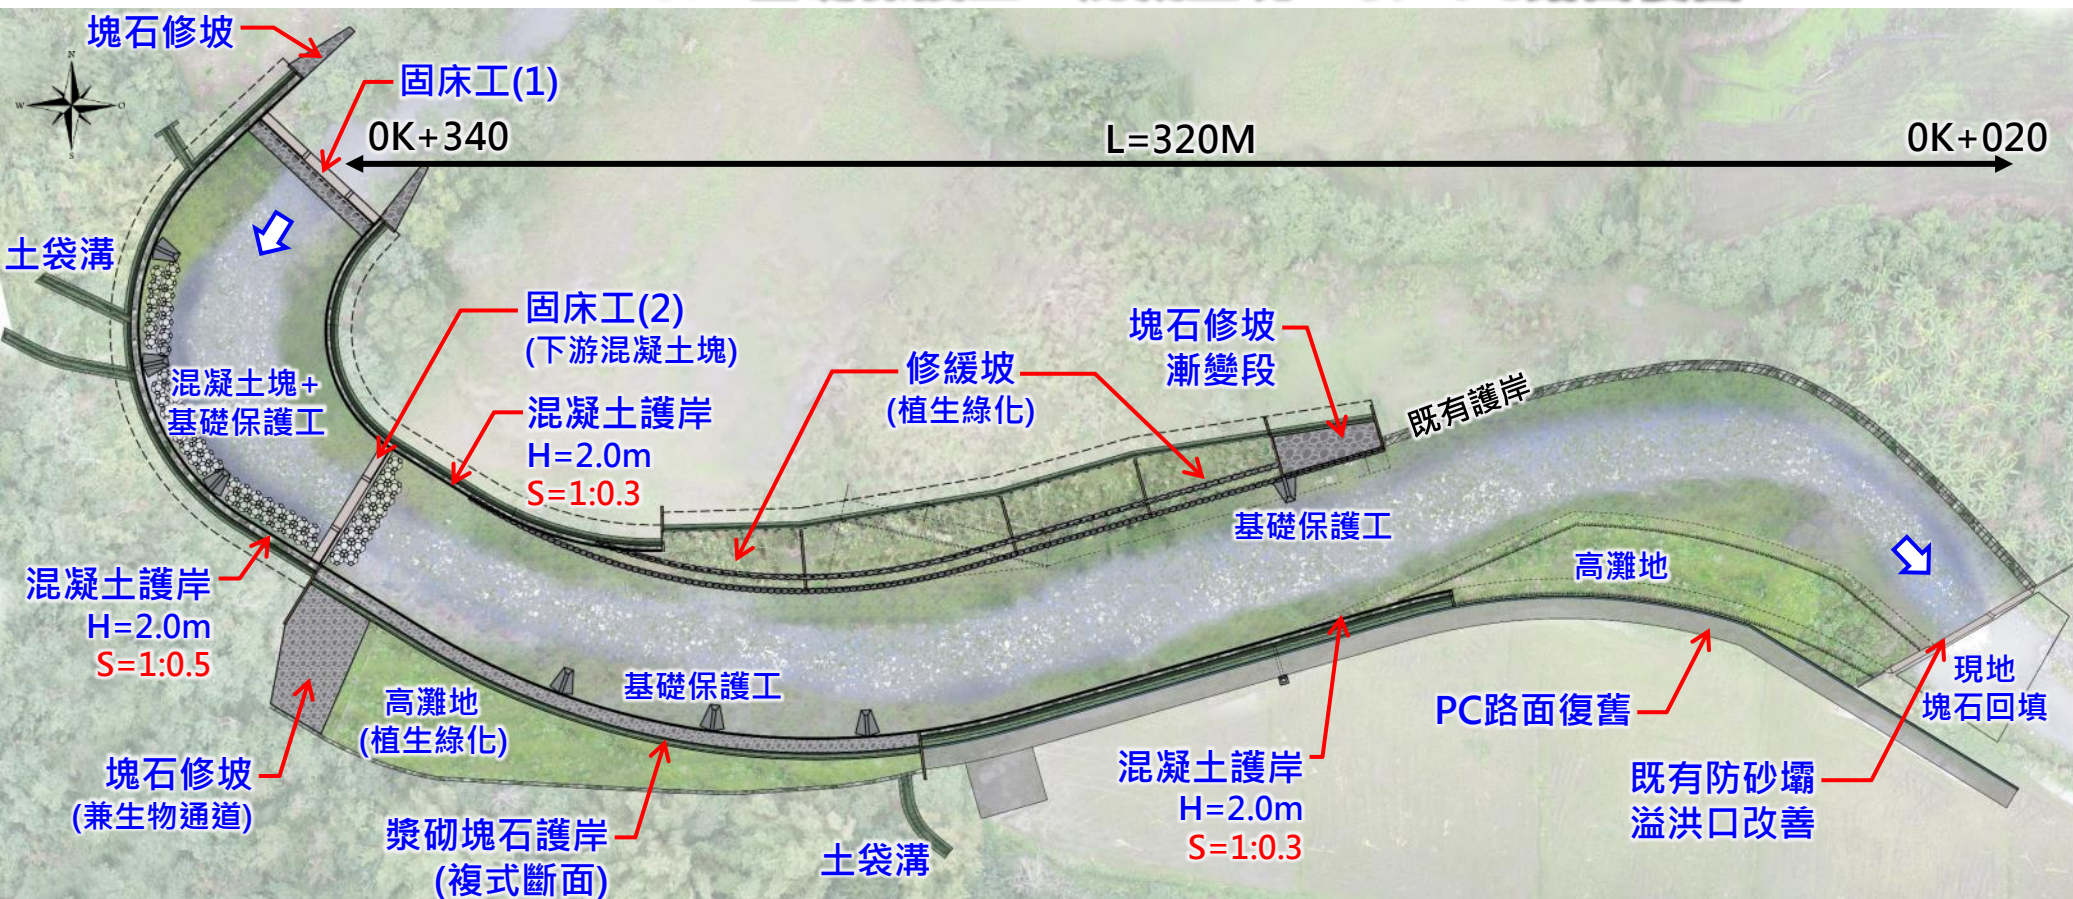 塊石修坡
N
W
O
S
固床工(1)
0K+340
L=320M
0K+020
土袋溝
固床工(2)
(下游混凝土塊)
混凝土護岸
H=2.0m
S=1:0.3
修緩坡
(植生綠化)
塊石修坡
漸變段
既有護岸
混凝土塊+
基礎保護工
基礎保護工
高灘地
混凝土護岸
H=2.0m
S=1:0.5
高灘地
(植生綠化)
基礎保護工
塊石修坡
(兼生物通道)
漿砌塊石護岸
(複式斷面)
土袋溝
混凝土護岸
H=2.0m
S=1:0.3
PC路面復舊
既有防砂壩
溢洪口改善
現地
塊石回填